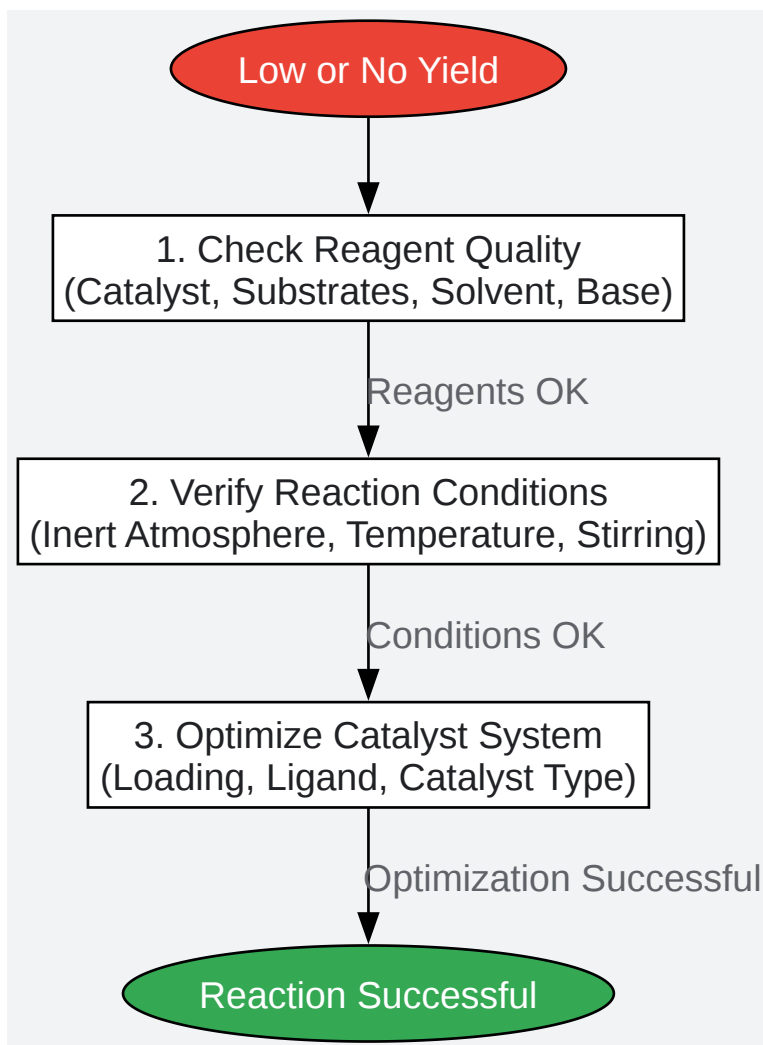 Low or No Yield
1. Check Reagent Quality
(Catalyst, Substrates, Solvent, Base)
Reagents OK
2. Verify Reaction Conditions
(Inert Atmosphere, Temperature, Stirring)
Conditions OK
3. Optimize Catalyst System
(Loading, Ligand, Catalyst Type)
Optimization Successful
Reaction Successful